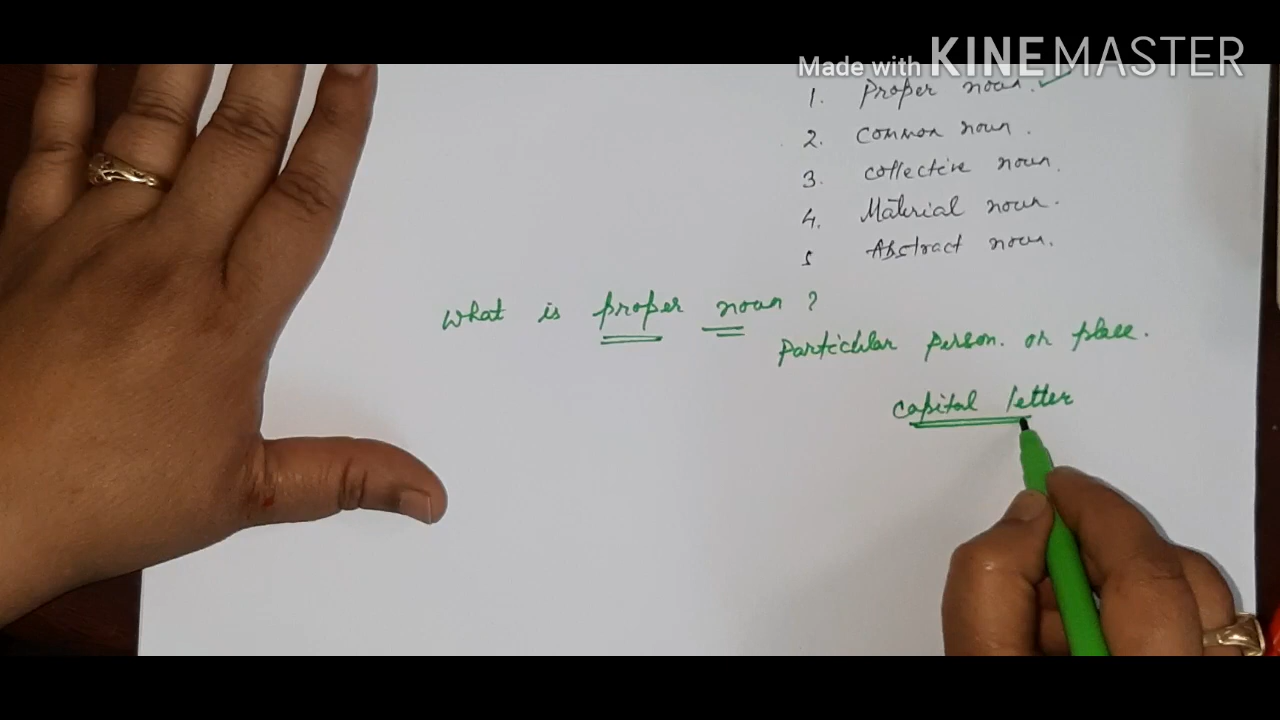 Made with KINEMASTER
1. Proper noun.
2. Common noun.
3. Collective noun.
4. Material noun.
5 Abstract noun.
What is proper noun ?
Particular person. or place.
capital letter